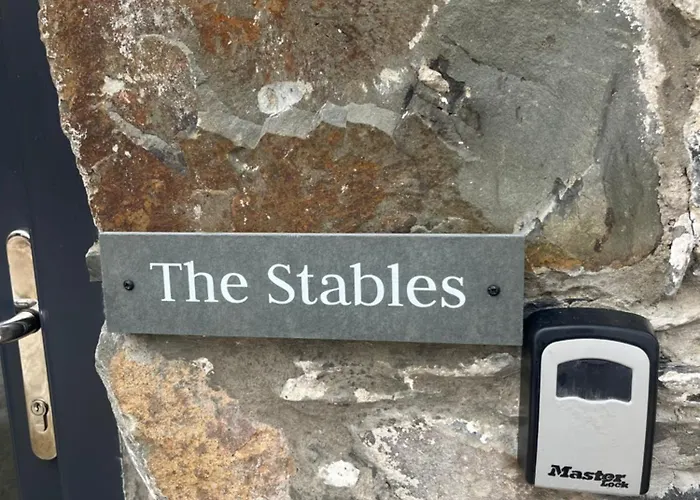 The Stables
Master
Lock